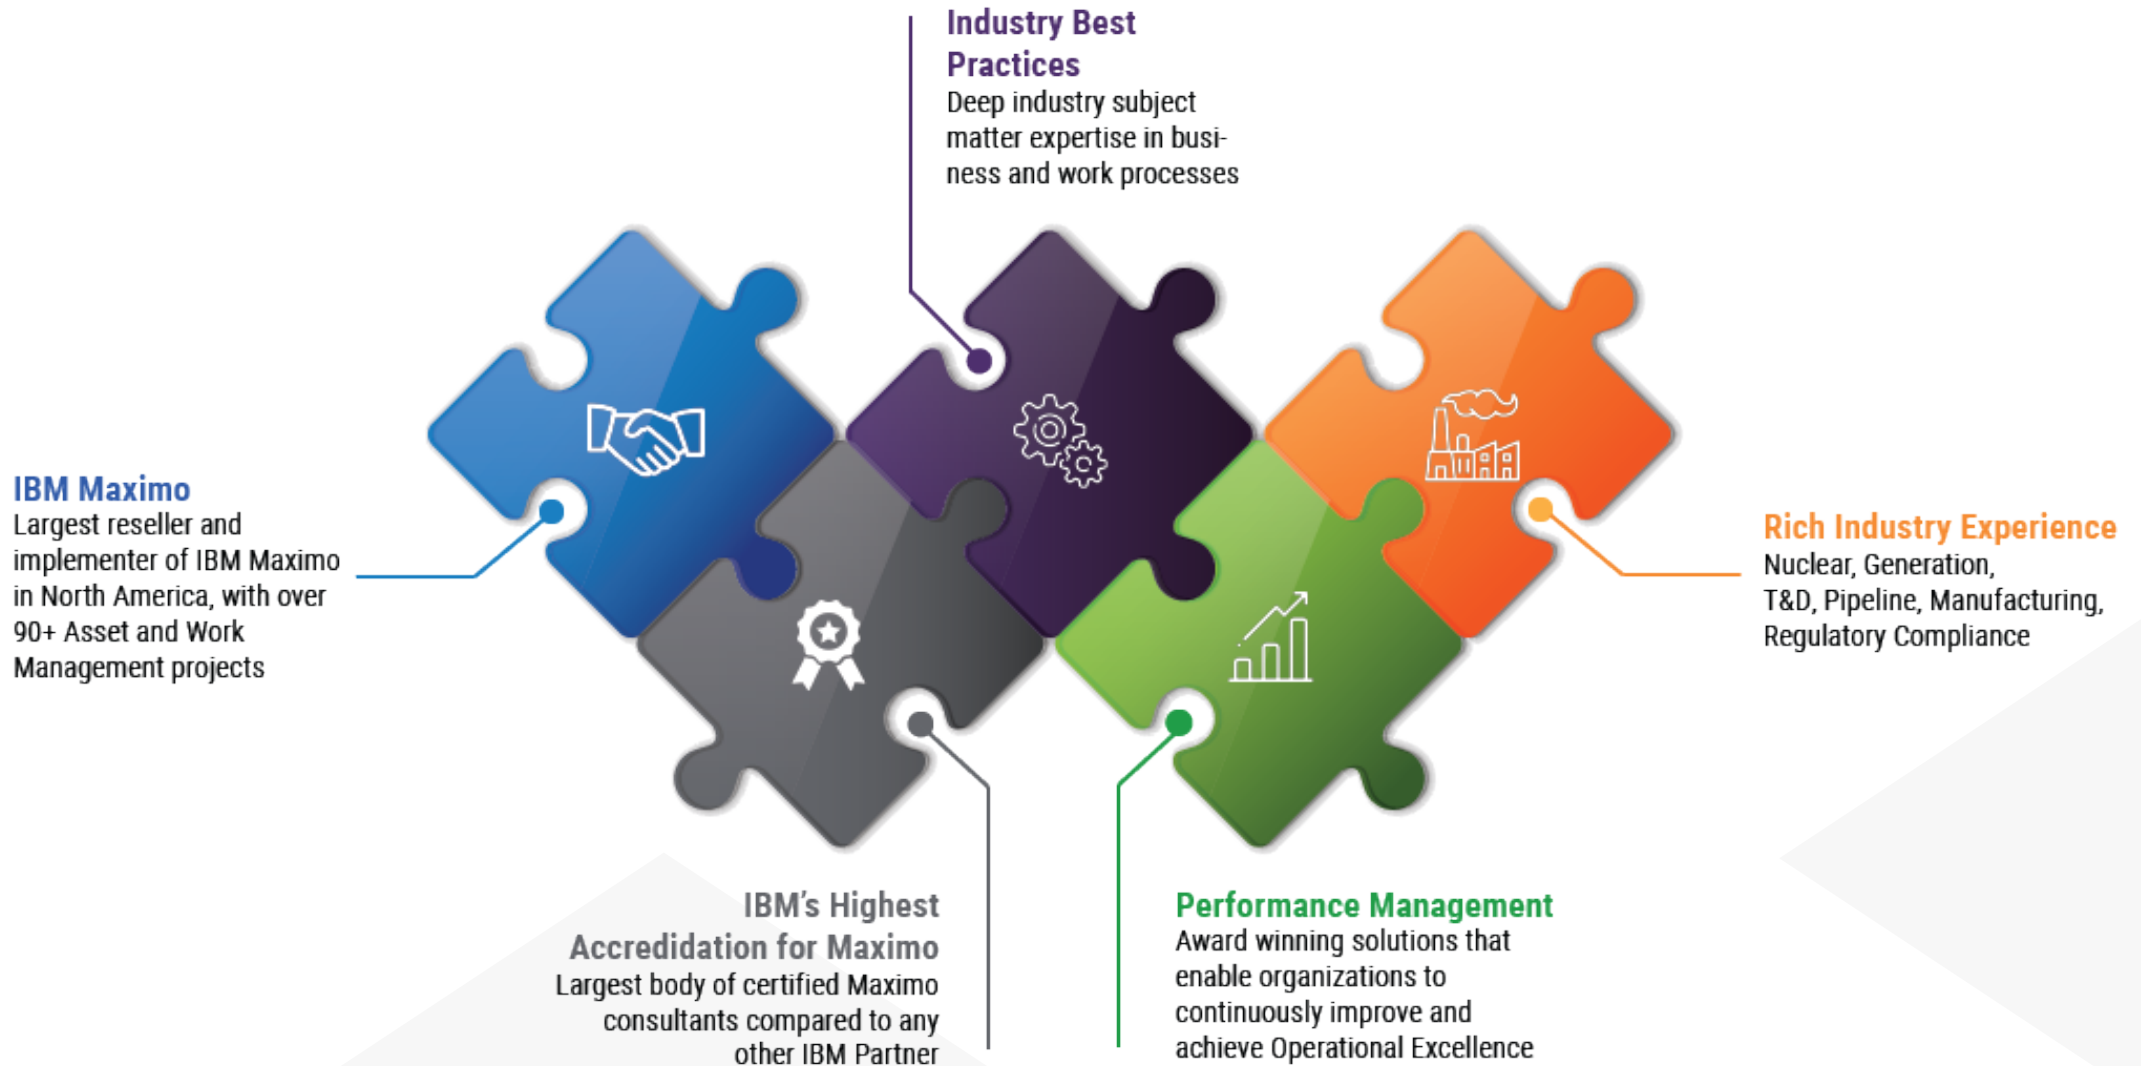 Industry Best
Practices
Deep industry subject
matter expertise in busi-
ness and work processes
IBM Maximo
Largest reseller and
implementer of IBM Maximo
in North America, with over
90+ Asset and Work
Management projects
Rich Industry Experience
Nuclear, Generation,
T&D, Pipeline, Manufacturing,
Regulatory Compliance
IBM’s Highest
Accredidation for Maximo
Largest body of certified Maximo
consultants compared to any
other IBM Partner
Performance Management
Award winning solutions that
enable organizations to
continuously improve and
achieve Operational Excellence